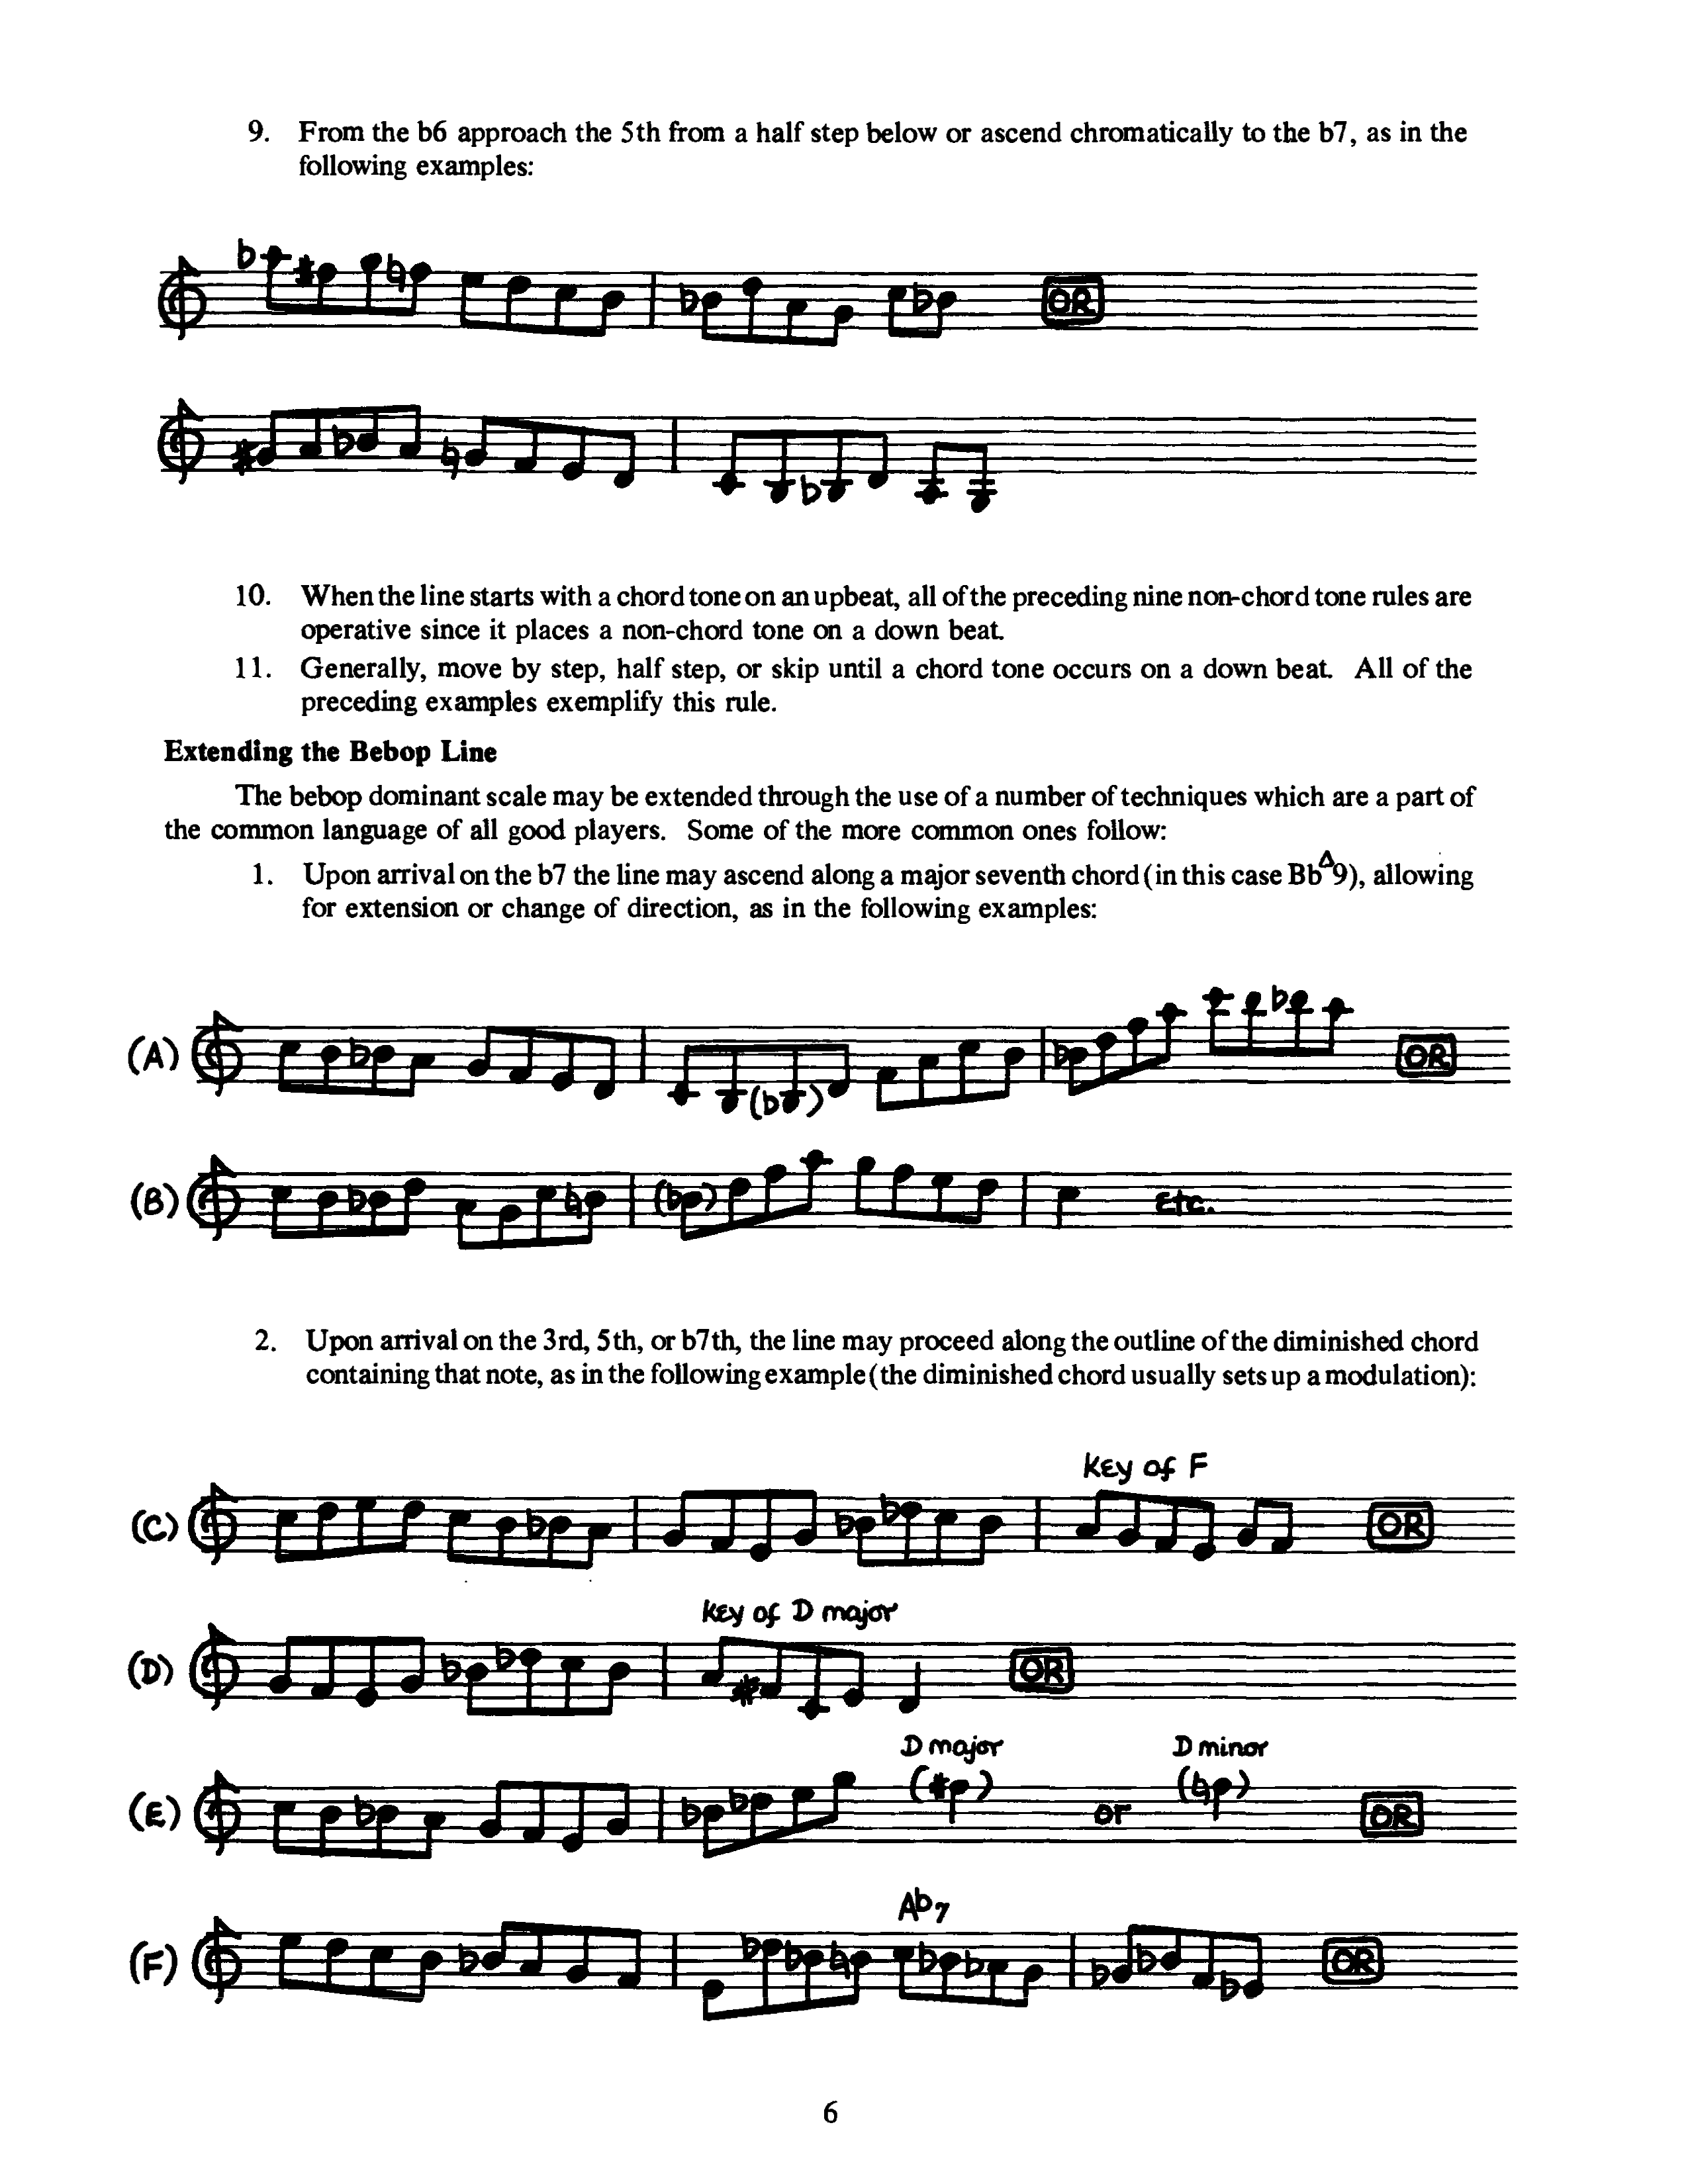 9. From the b6 approach the 5th from a half step below or ascend chromatically to the b7, as in the
following examples:
OR
10. When the line starts with a chord tone on an upbeat, all of the preceding nine non-chord tone rules are
operative since it places a non-chord tone on a down beat.
11. Generally, move by step, half step, or skip until a chord tone occurs on a down beat. All of the
preceding examples exemplify this rule.
Extending the Bebop Line
The bebop dominant scale may be extended through the use of a number of techniques which are a part of
the common language of all good players. Some of the more common ones follow:
1. Upon arrival on the b7 the line may ascend along a major seventh chord (in this case BbΔ9), allowing
for extension or change of direction, as in the following examples:
(A) OR
(B) Etc.
2. Upon arrival on the 3rd, 5th, or b7th, the line may proceed along the outline of the diminished chord
containing that note, as in the following example (the diminished chord usually sets up a modulation):
Key of F
(C) OR
Key of D major
(D) OR
D major D minor
(E) or OR
Ab7
(F) OR
6